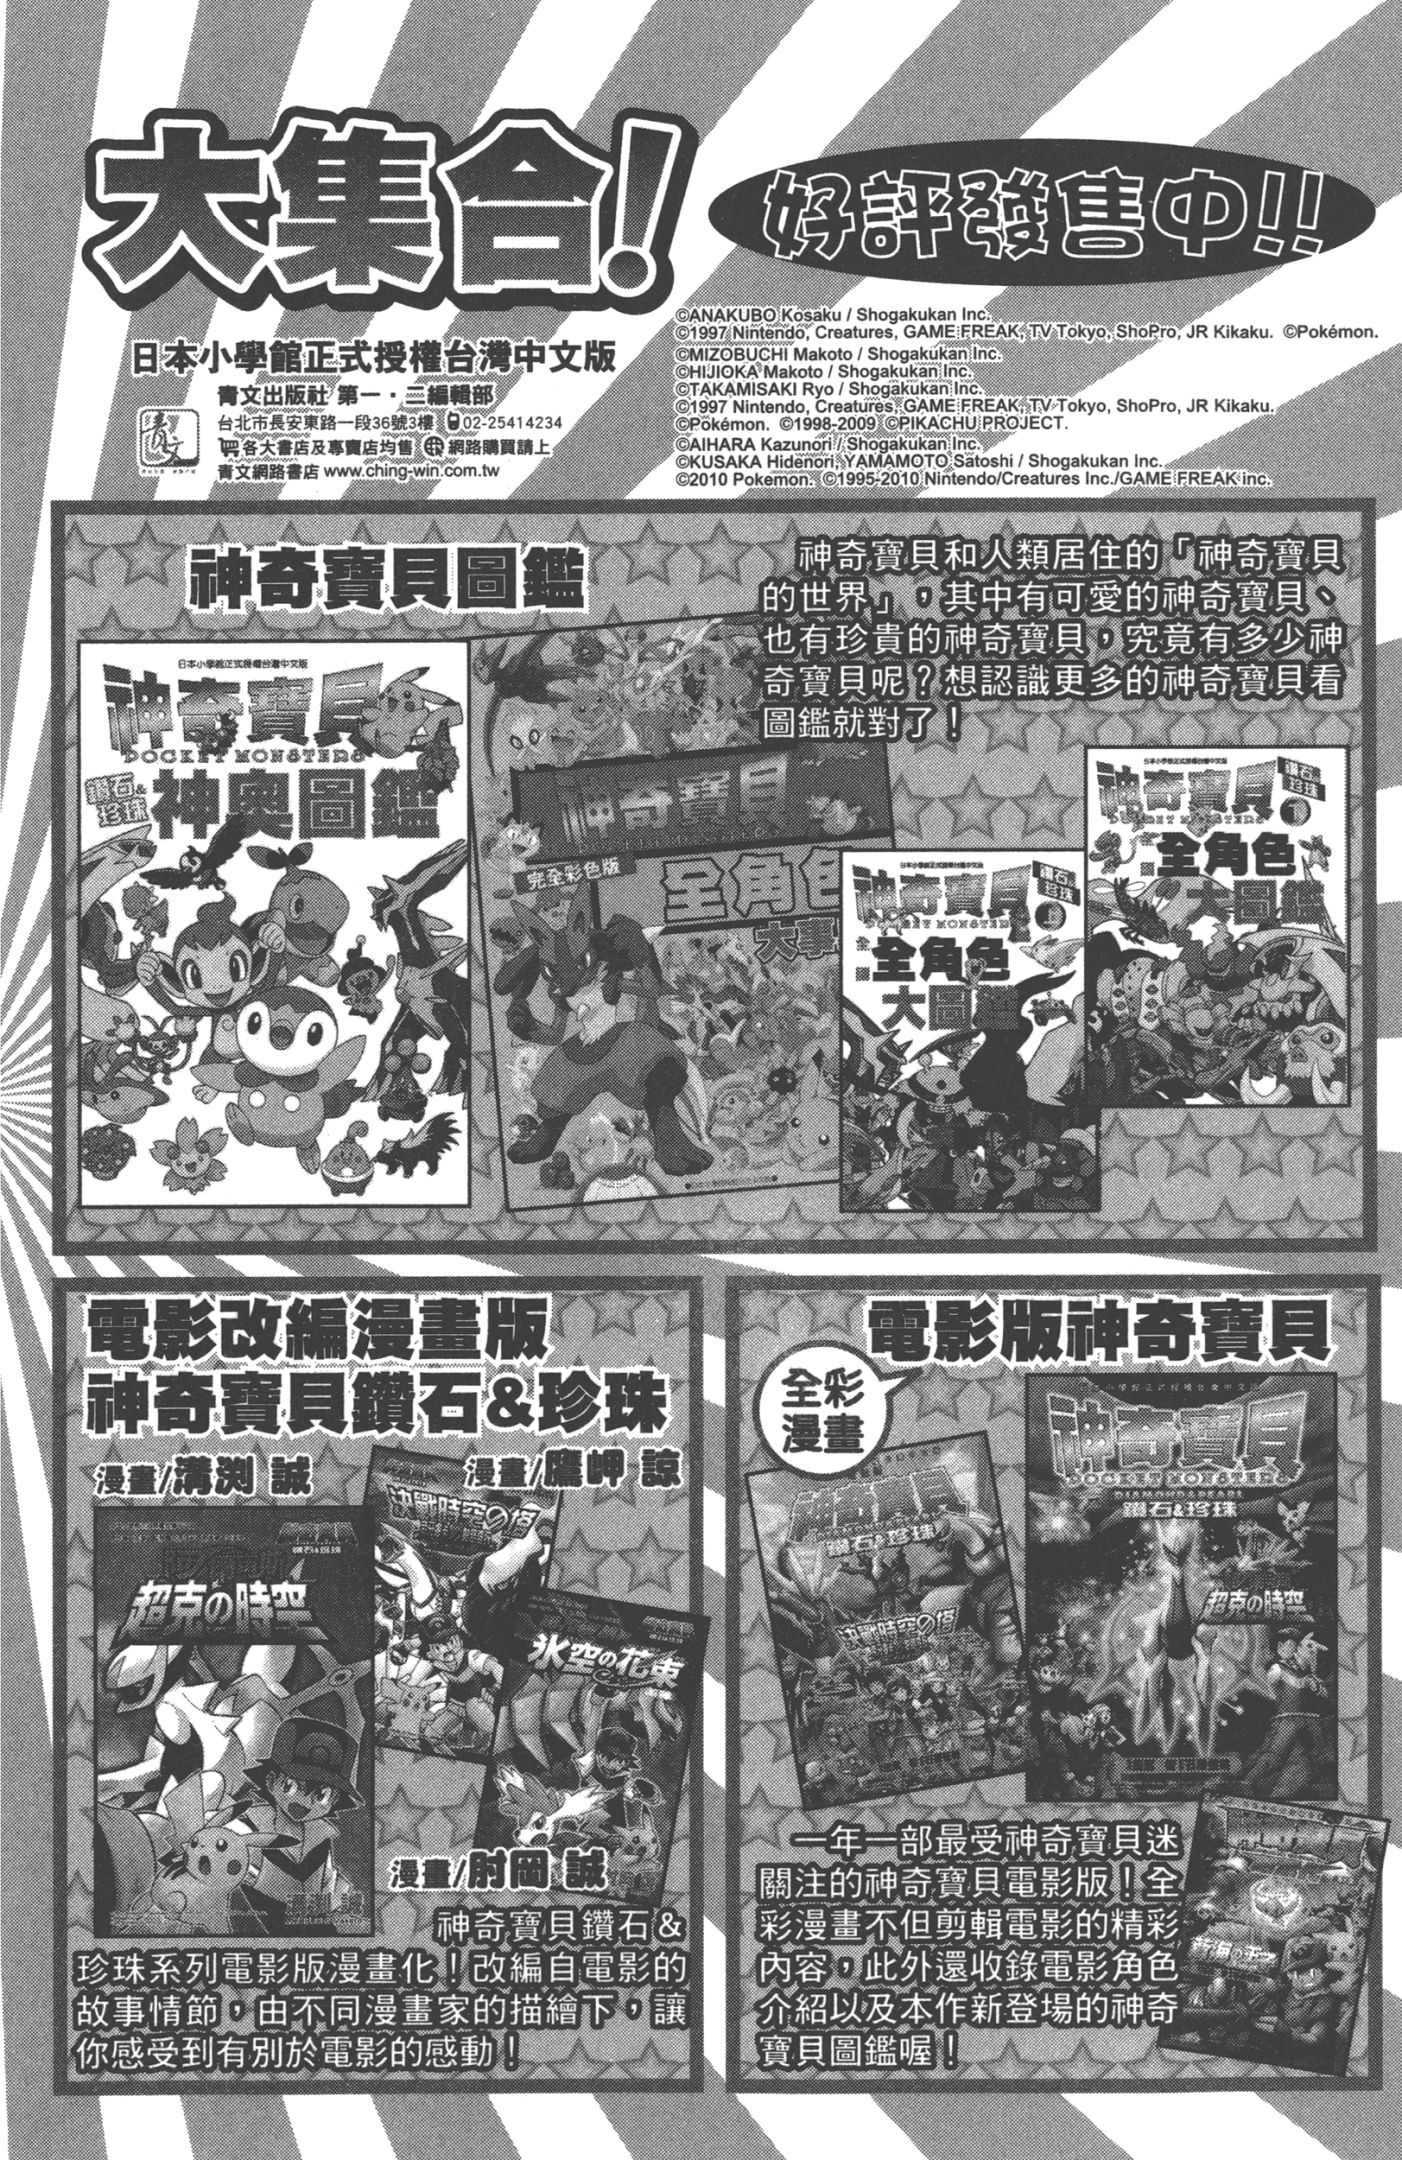 大集合!
好評發售中!!
日本小學館正式授權台灣中文版
青文出版社 第一・三編輯部
台北市長安東路一段36號3樓 02-25414234
各大書店及專賣店均售 網路購買請上
青文網路書店 www.ching-win.com.tw
青文
©ANAKUBO Kosaku / Shogakukan Inc.
©1997 Nintendo, Creatures, GAME FREAK, TV Tokyo, ShoPro, JR Kikaku. ©Pokémon.
©MIZOBUCHI Makoto / Shogakukan Inc.
©HIJIOKA Makoto / Shogakukan Inc.
©TAKAMISAKI Ryo / Shogakukan Inc.
©1997 Nintendo, Creatures, GAME FREAK, TV Tokyo, ShoPro, JR Kikaku.
©Pokémon. ©1998-2009 ©PIKACHU PROJECT.
©AIHARA Kazunori / Shogakukan Inc.
©KUSAKA Hidenori, YAMAMOTO Satoshi / Shogakukan Inc.
©2010 Pokemon. ©1995-2010 Nintendo/Creatures Inc./GAME FREAK inc.
神奇寶貝圖鑑
神奇寶貝和人類居住的「神奇寶貝
的世界」，其中有可愛的神奇寶貝、
也有珍貴的神奇寶貝，究竟有多少神
奇寶貝呢？想認識更多的神奇寶貝看
圖鑑就對了！
日本小學館正式授權台灣中文版
神奇寶貝
POCKET MONSTERS
鑽石&珍珠
神奧圖鑑
神奇寶貝
完全彩色版
全角色
大事
日本小學館正式授權台灣中文版
神奇寶貝
POCKET MONSTERS
鑽石珍珠
全角色
大圖鑑
日本小學館正式授權台灣中文版
神奇寶貝
POCKET MONSTERS
鑽石珍珠
全角色
大圖鑑
電影改編漫畫版
神奇寶貝鑽石&珍珠
漫畫/溝渕 誠
漫畫/鷹岬 諒
鑽石&珍珠
超克の時空
溝渕 誠
決戰時空の塔
冰空の花束
漫畫/肘岡 誠
神奇寶貝鑽石&
珍珠系列電影版漫畫化！改編自電影的
故事情節，由不同漫畫家的描繪下，讓
你感受到有別於電影的感動！
電影版神奇寶貝
全彩
漫畫
神奇寶貝
鑽石&珍珠
決戰時空の塔
日本小學館正式授權台灣中文版
神奇寶貝
POCKET MONSTERS
DIAMOND & PEARL
鑽石&珍珠
超克の時空
一年一部最受神奇寶貝迷
關注的神奇寶貝電影版！全
彩漫畫不但剪輯電影的精彩
內容，此外還收錄電影角色
介紹以及本作新登場的神奇
寶貝圖鑑喔！